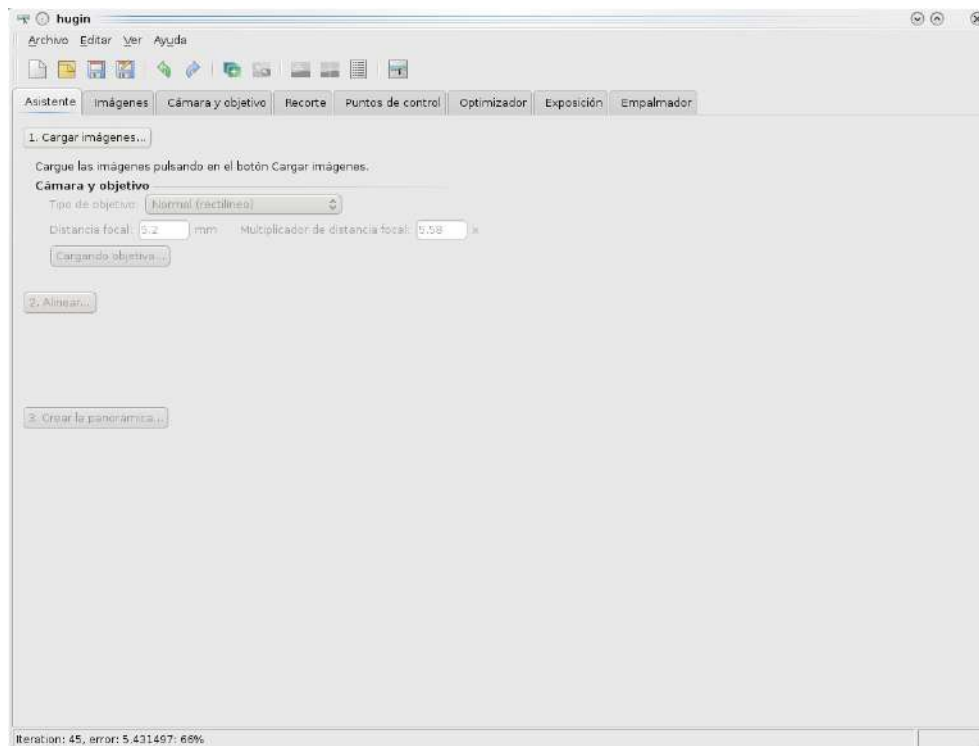 hugin
Archivo Editar Ver Ayuda
Asistente Imágenes Cámara y objetivo Recorte Puntos de control Optimizador Exposición Empalmador
1. Cargar imágenes...
Cargue las imágenes pulsando en el botón Cargar imágenes.
Cámara y objetivo
Tipo de objetivo: Normal (rectilíneo)
Distancia focal: 5.2 mm Multiplicador de distancia focal: 5.58 x
Cargando objetivo...
2. Alinear...
3. Crear la panorámica...
Iteration: 45, error: 5.431497: 66%